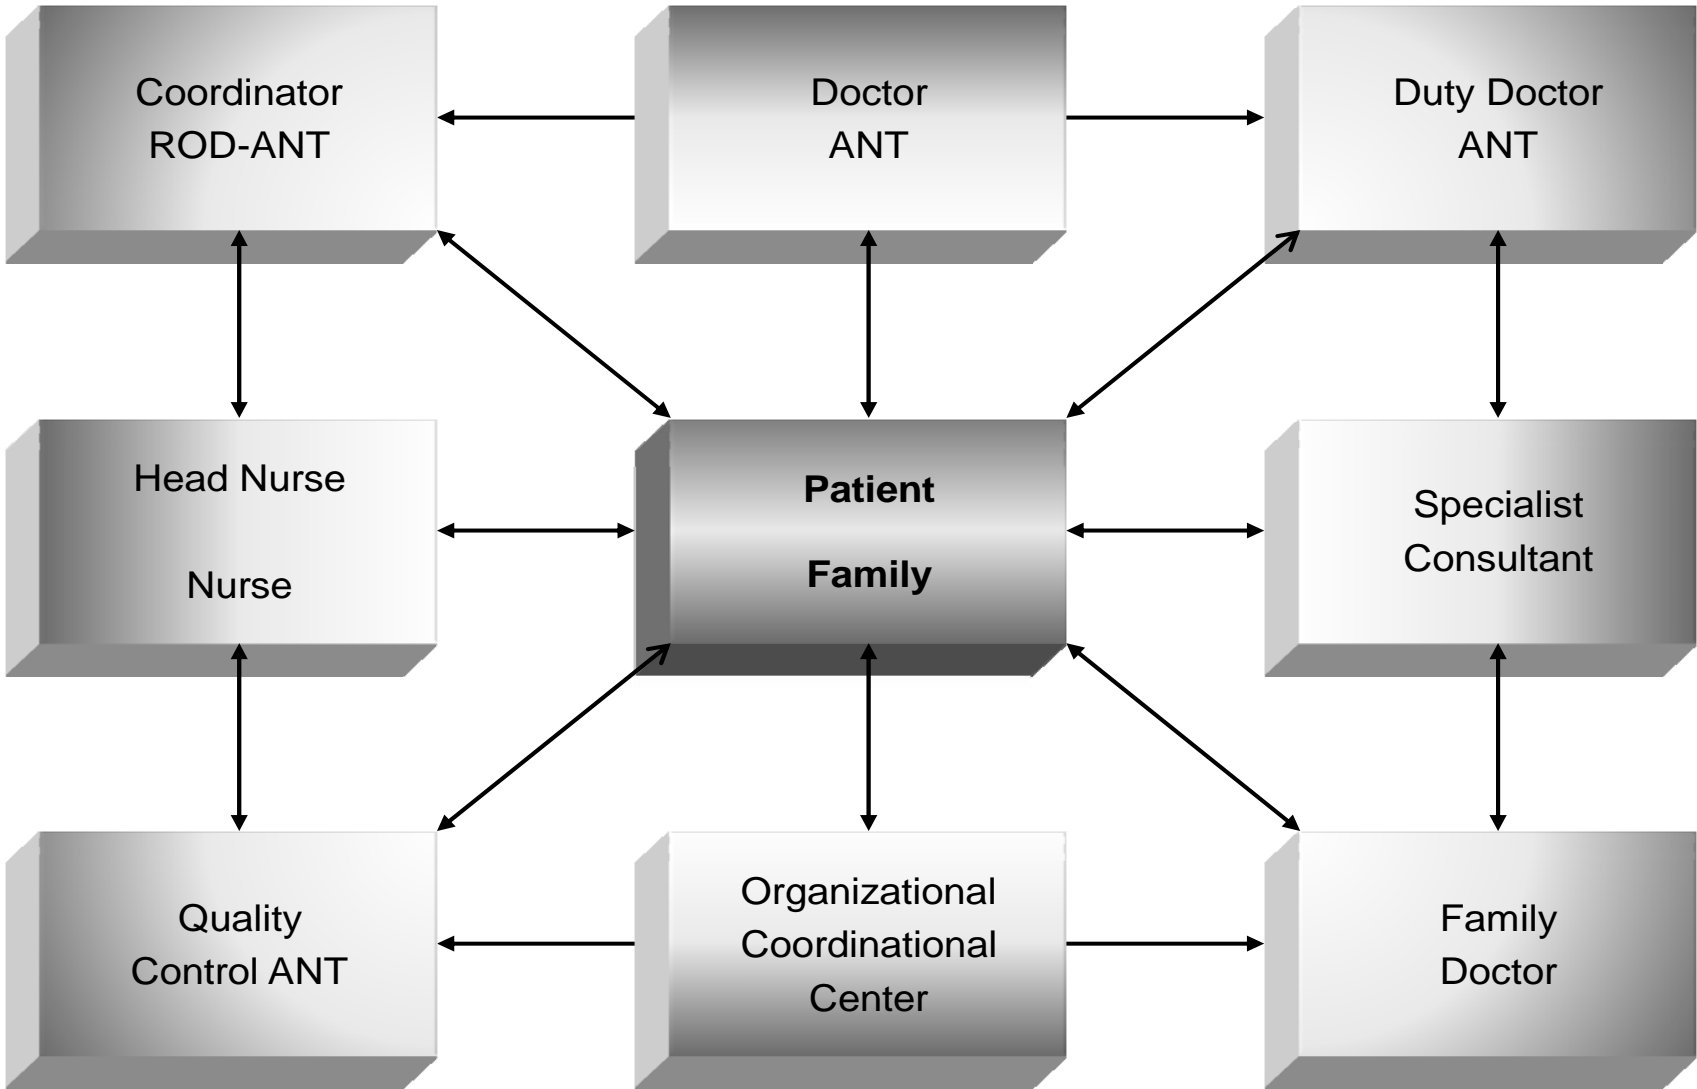 Coordinator
ROD-ANT
Doctor
ANT
Duty Doctor
ANT
Head Nurse
Nurse
Patient
Family
Specialist
Consultant
Quality
Control ANT
Organizational
Coordinational
Center
Family
Doctor